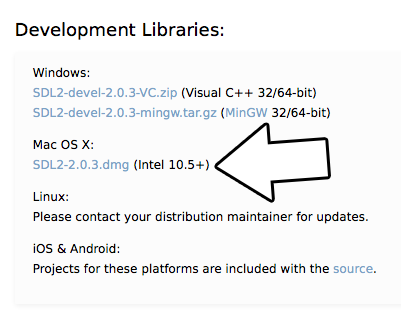 Development Libraries:
Windows:
SDL2-devel-2.0.3-VC.zip (Visual C++ 32/64-bit)
SDL2-devel-2.0.3-mingw.tar.gz (MinGW 32/64-bit)
Mac OS X:
SDL2-2.0.3.dmg (Intel 10.5+)
Linux:
Please contact your distribution maintainer for updates.
iOS & Android:
Projects for these platforms are included with the source.